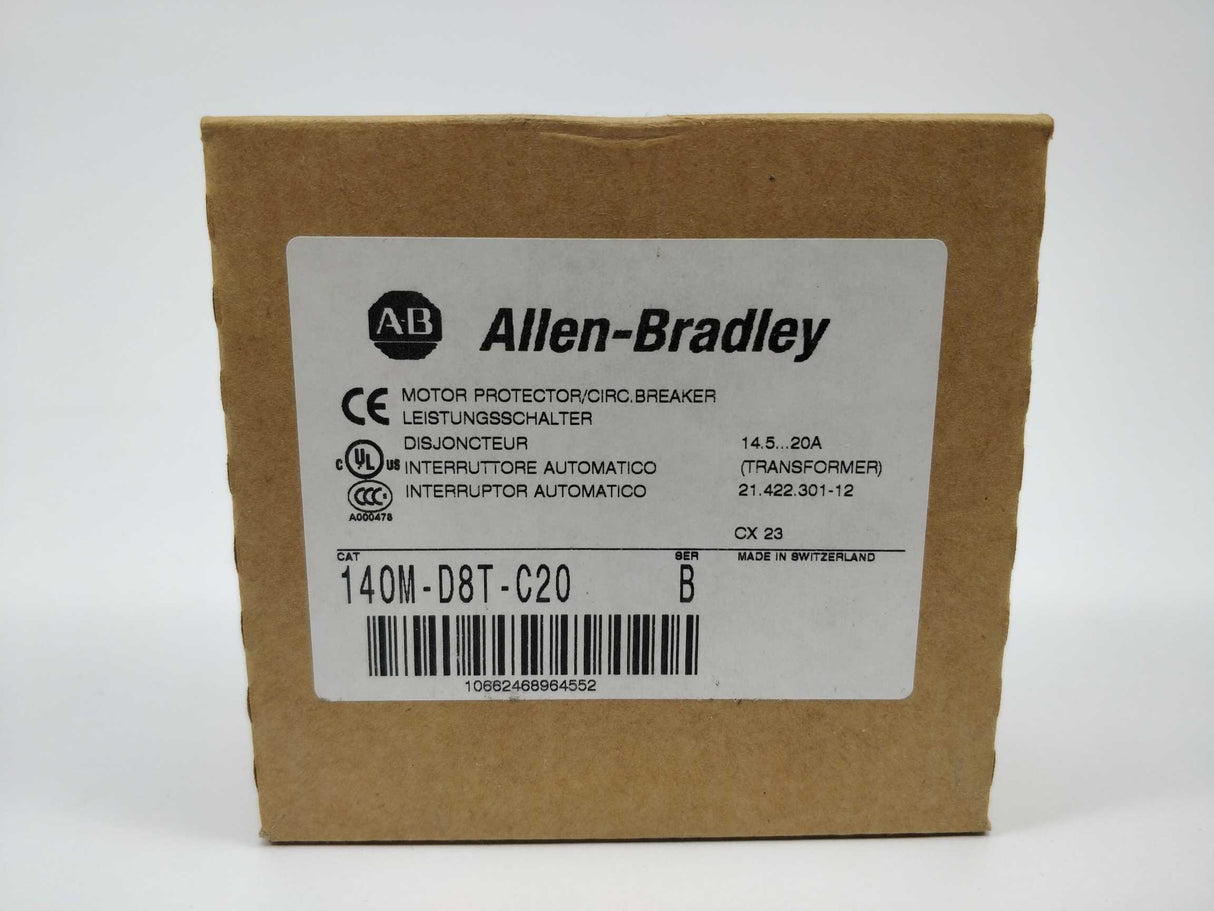 A-B Allen-Bradley
CE MOTOR PROTECTOR/CIRC.BREAKER
LEISTUNGSSCHALTER
DISJONCTEUR 14.5...20A
C UL US INTERRUTTORE AUTOMATICO (TRANSFORMER)
CCC INTERRUPTOR AUTOMATICO 21.422.301-12
A000478
CX 23
CAT SER MADE IN SWITZERLAND
140M-D8T-C20 B
10662468964552